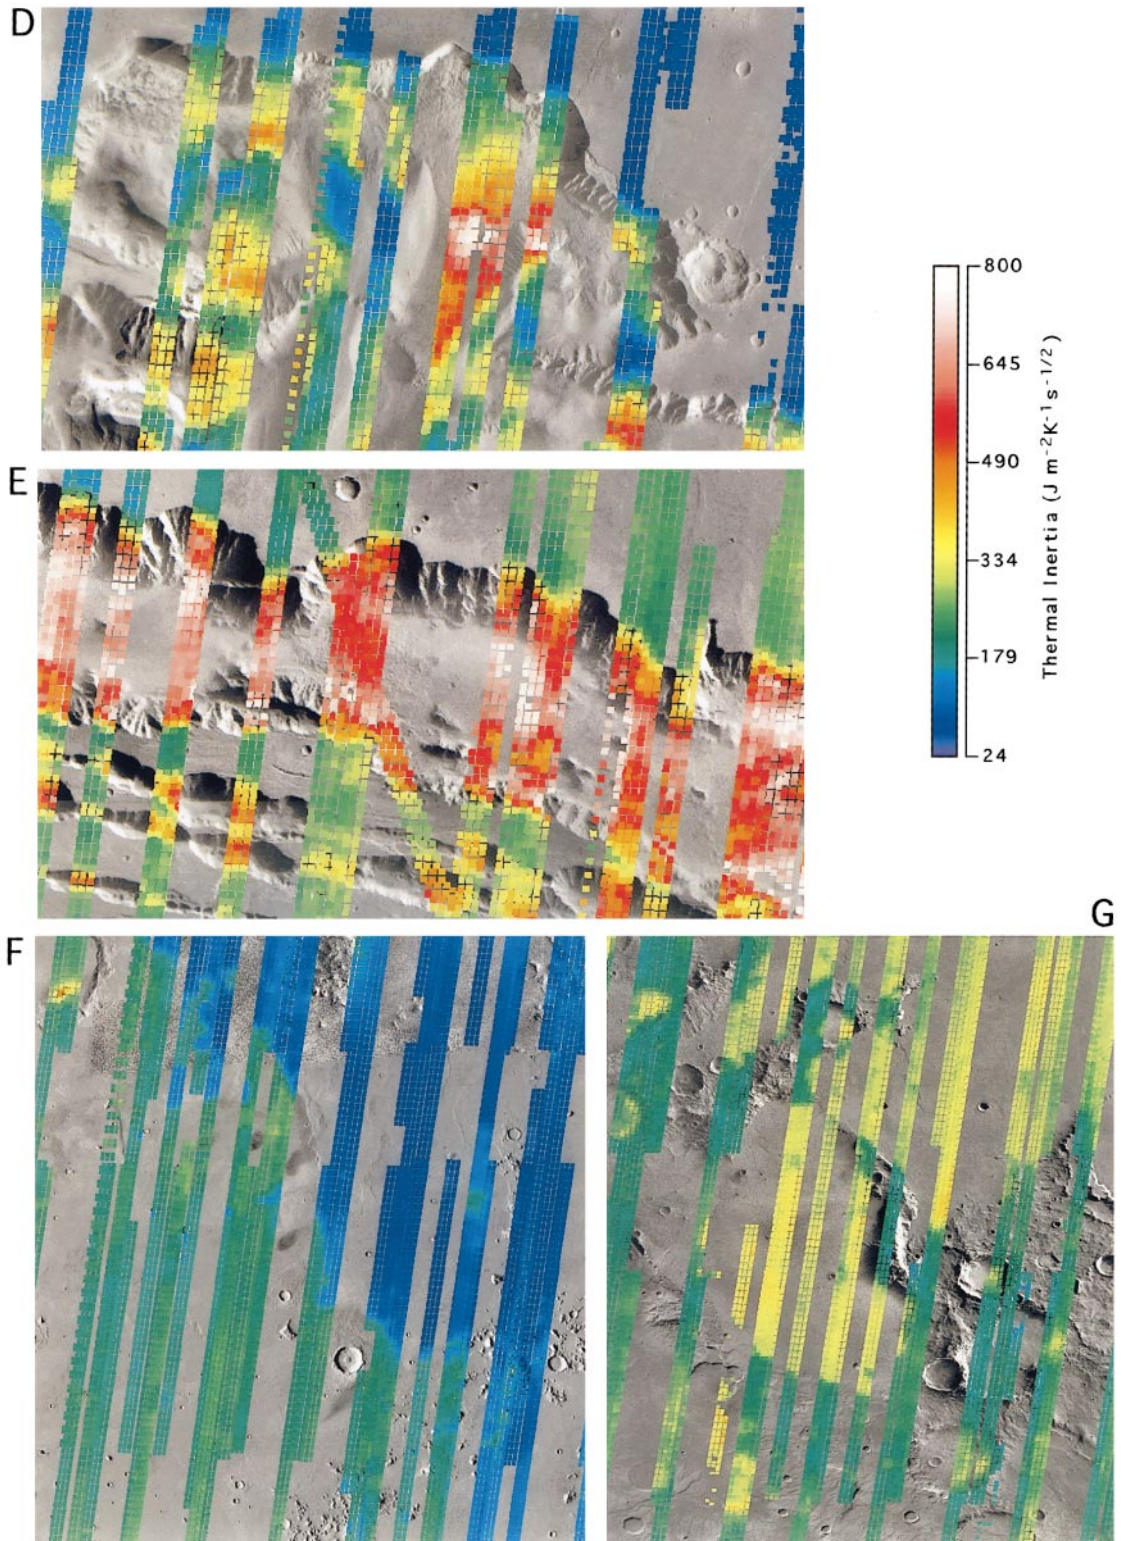 D
800
645
490
334
179
24
Thermal Inertia (J m⁻²K⁻¹s⁻¹/²)
E
F
G